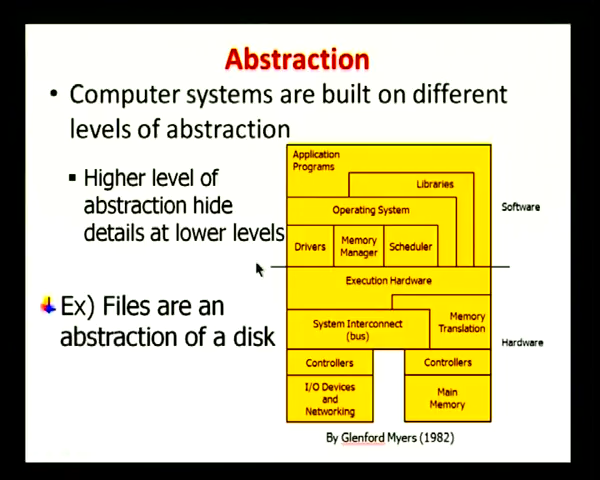 Abstraction
• Computer systems are built on different
levels of abstraction
▪ Higher level of
abstraction hide
details at lower levels
Ex) Files are an
abstraction of a disk
Application
Programs
Libraries
Operating System
Drivers
Memory
Manager
Scheduler
Software
Execution Hardware
System Interconnect
(bus)
Memory
Translation
Hardware
Controllers
Controllers
I/O Devices
and
Networking
Main
Memory
By Glenford Myers (1982)